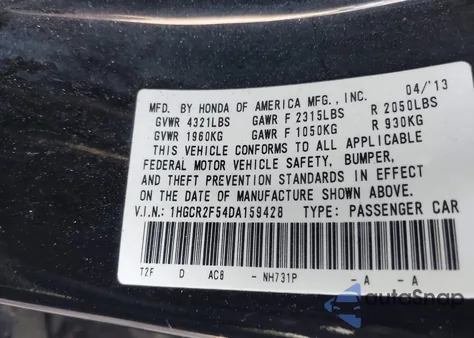 MFD. BY HONDA OF AMERICA MFG., INC. 04/'13
GVWR 4321LBS GAWR F 2315LBS R 2050LBS
GVWR 1960KG GAWR F 1050KG R 930KG
THIS VEHICLE CONFORMS TO ALL APPLICABLE
FEDERAL MOTOR VEHICLE SAFETY, BUMPER,
AND THEFT PREVENTION STANDARDS IN EFFECT
ON THE DATE OF MANUFACTURE SHOWN ABOVE.
V.I.N.: 1HGCR2F54DA159428 TYPE: PASSENGER CAR
T2F D AC8 - NH731P -A -A
autoSnap